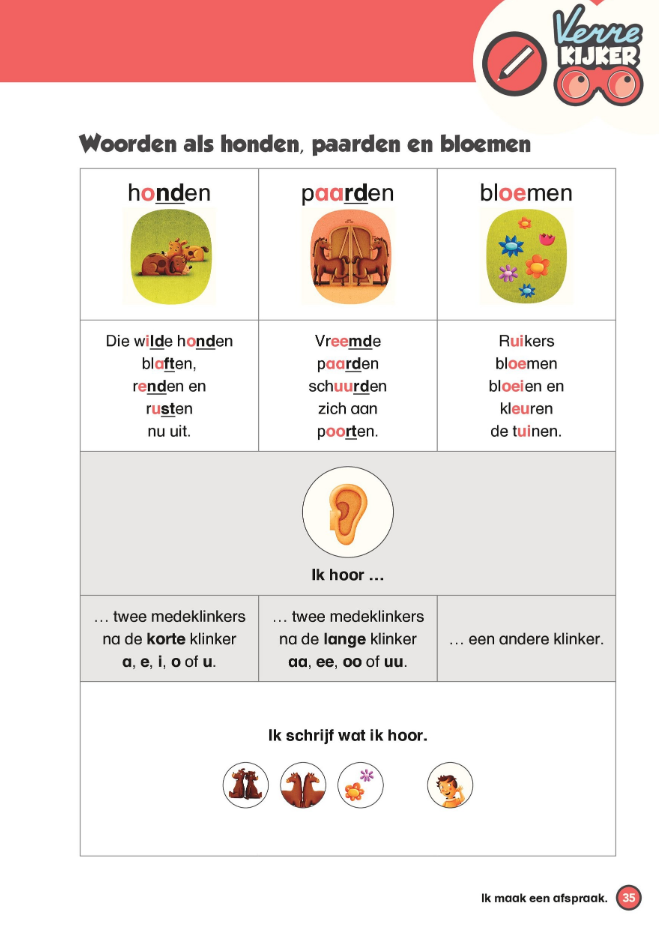 Verre
KIJKER
Woorden als honden, paarden en bloemen
honden
paarden
bloemen
Die wilde honden
blaften,
renden en
rusten
nu uit.
Vreemde
paarden
schuurden
zich aan
poorten.
Ruikers
bloemen
bloeien en
kleuren
de tuinen.
Ik hoor …
… twee medeklinkers
na de korte klinker
a, e, i, o of u.
… twee medeklinkers
na de lange klinker
aa, ee, oo of uu.
… een andere klinker.
Ik schrijf wat ik hoor.
Ik maak een afspraak.
35